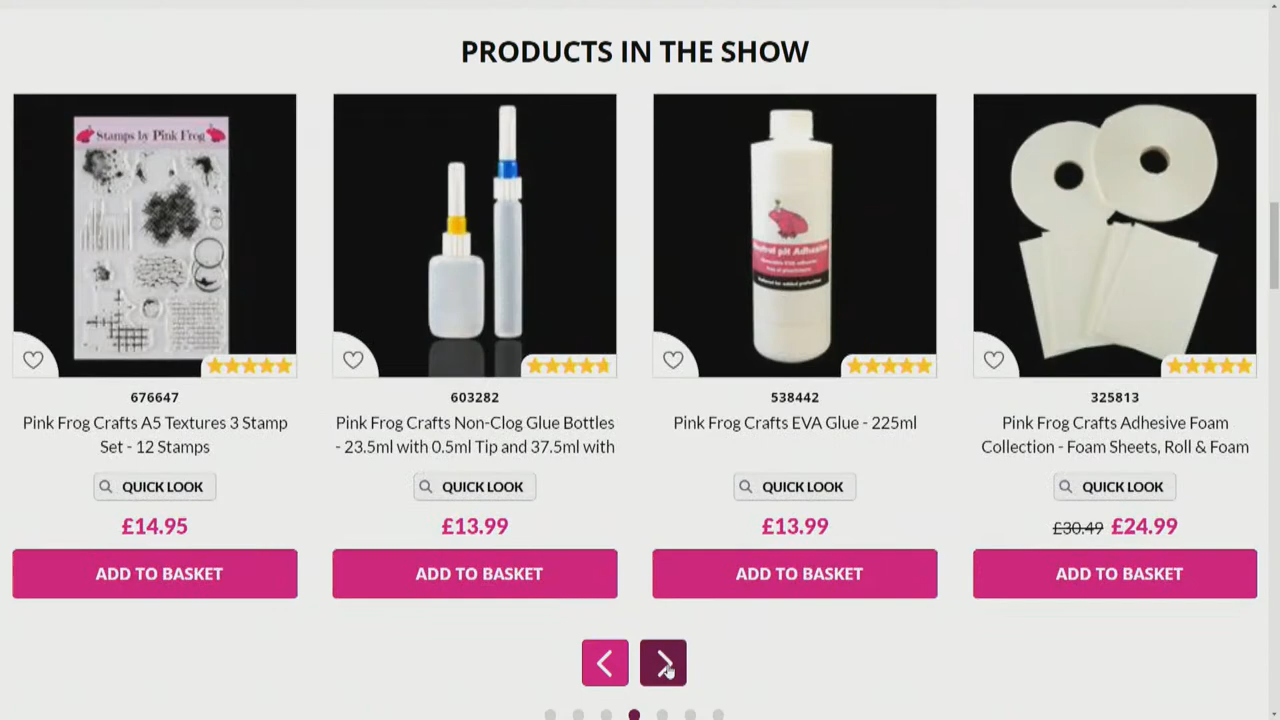 PRODUCTS IN THE SHOW
Stamps by Pink Frog
Neutral pH Adhesive
676647
603282
538442
325813
Pink Frog Crafts A5 Textures 3 Stamp
Set - 12 Stamps
Pink Frog Crafts Non-Clog Glue Bottles
- 23.5ml with 0.5ml Tip and 37.5ml with
Pink Frog Crafts EVA Glue - 225ml
Pink Frog Crafts Adhesive Foam
Collection - Foam Sheets, Roll & Foam
QUICK LOOK
QUICK LOOK
QUICK LOOK
QUICK LOOK
£14.95
£13.99
£13.99
£30.49 £24.99
ADD TO BASKET
ADD TO BASKET
ADD TO BASKET
ADD TO BASKET